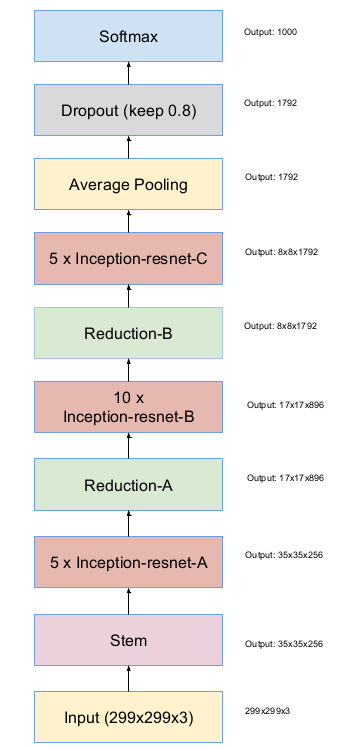 Softmax
Output: 1000
Dropout (keep 0.8)
Output: 1792
Average Pooling
Output: 1792
5 x Inception-resnet-C
Output: 8x8x1792
Reduction-B
Output: 8x8x1792
10 x
Inception-resnet-B
Output: 17x17x896
Reduction-A
Output: 17x17x896
5 x Inception-resnet-A
Output: 35x35x256
Stem
Output: 35x35x256
Input (299x299x3)
299x299x3